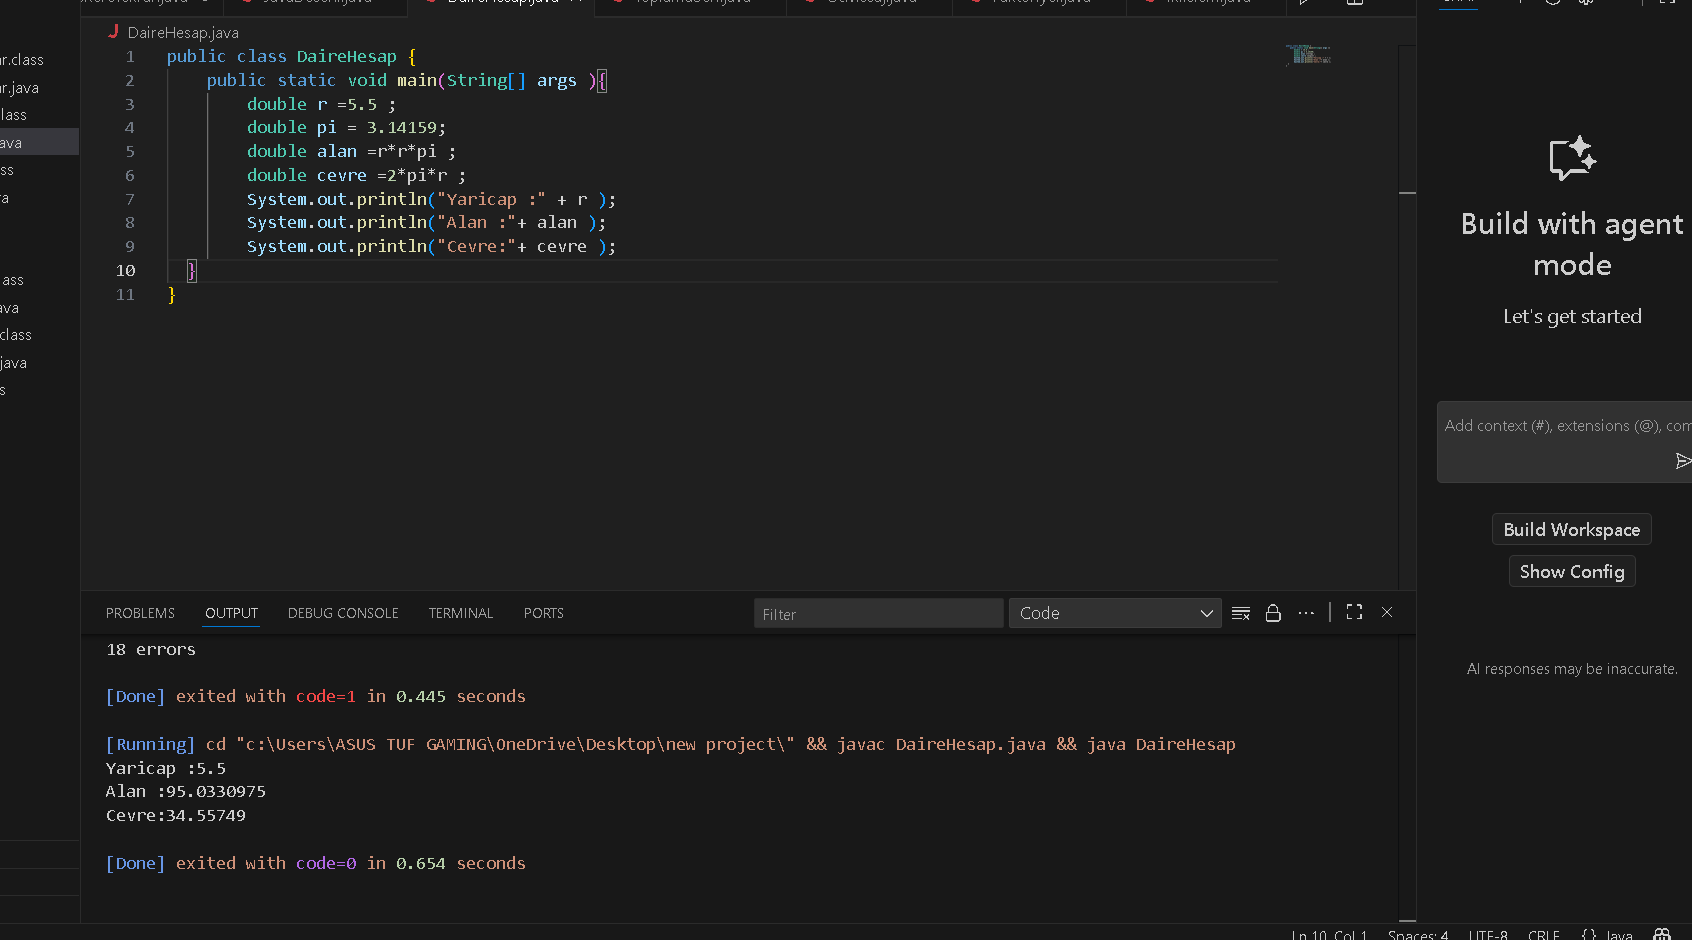 DaireHesap.java
r.class
r.java
lass
ava
ss
a
ass
ava
class
java
s
DaireHesap.java
1 public class DaireHesap {
2 public static void main(String[] args ){
3 double r =5.5 ;
4 double pi = 3.14159;
5 double alan =r*r*pi ;
6 double cevre =2*pi*r ;
7 System.out.println("Yaricap :" + r );
8 System.out.println("Alan :"+ alan );
9 System.out.println("Cevre:"+ cevre );
10 }
11 }
Build with agent
mode
Let's get started
Add context (#), extensions (@), com
Build Workspace
Show Config
AI responses may be inaccurate.
PROBLEMS OUTPUT DEBUG CONSOLE TERMINAL PORTS Filter Code
18 errors
[Done] exited with code=1 in 0.445 seconds
[Running] cd "c:\Users\ASUS TUF GAMING\OneDrive\Desktop\new project\" && javac DaireHesap.java && java DaireHesap
Yaricap :5.5
Alan :95.0330975
Cevre:34.55749
[Done] exited with code=0 in 0.654 seconds
Ln 10, Col 1 Spaces: 4 UTF-8 CRLF {} Java